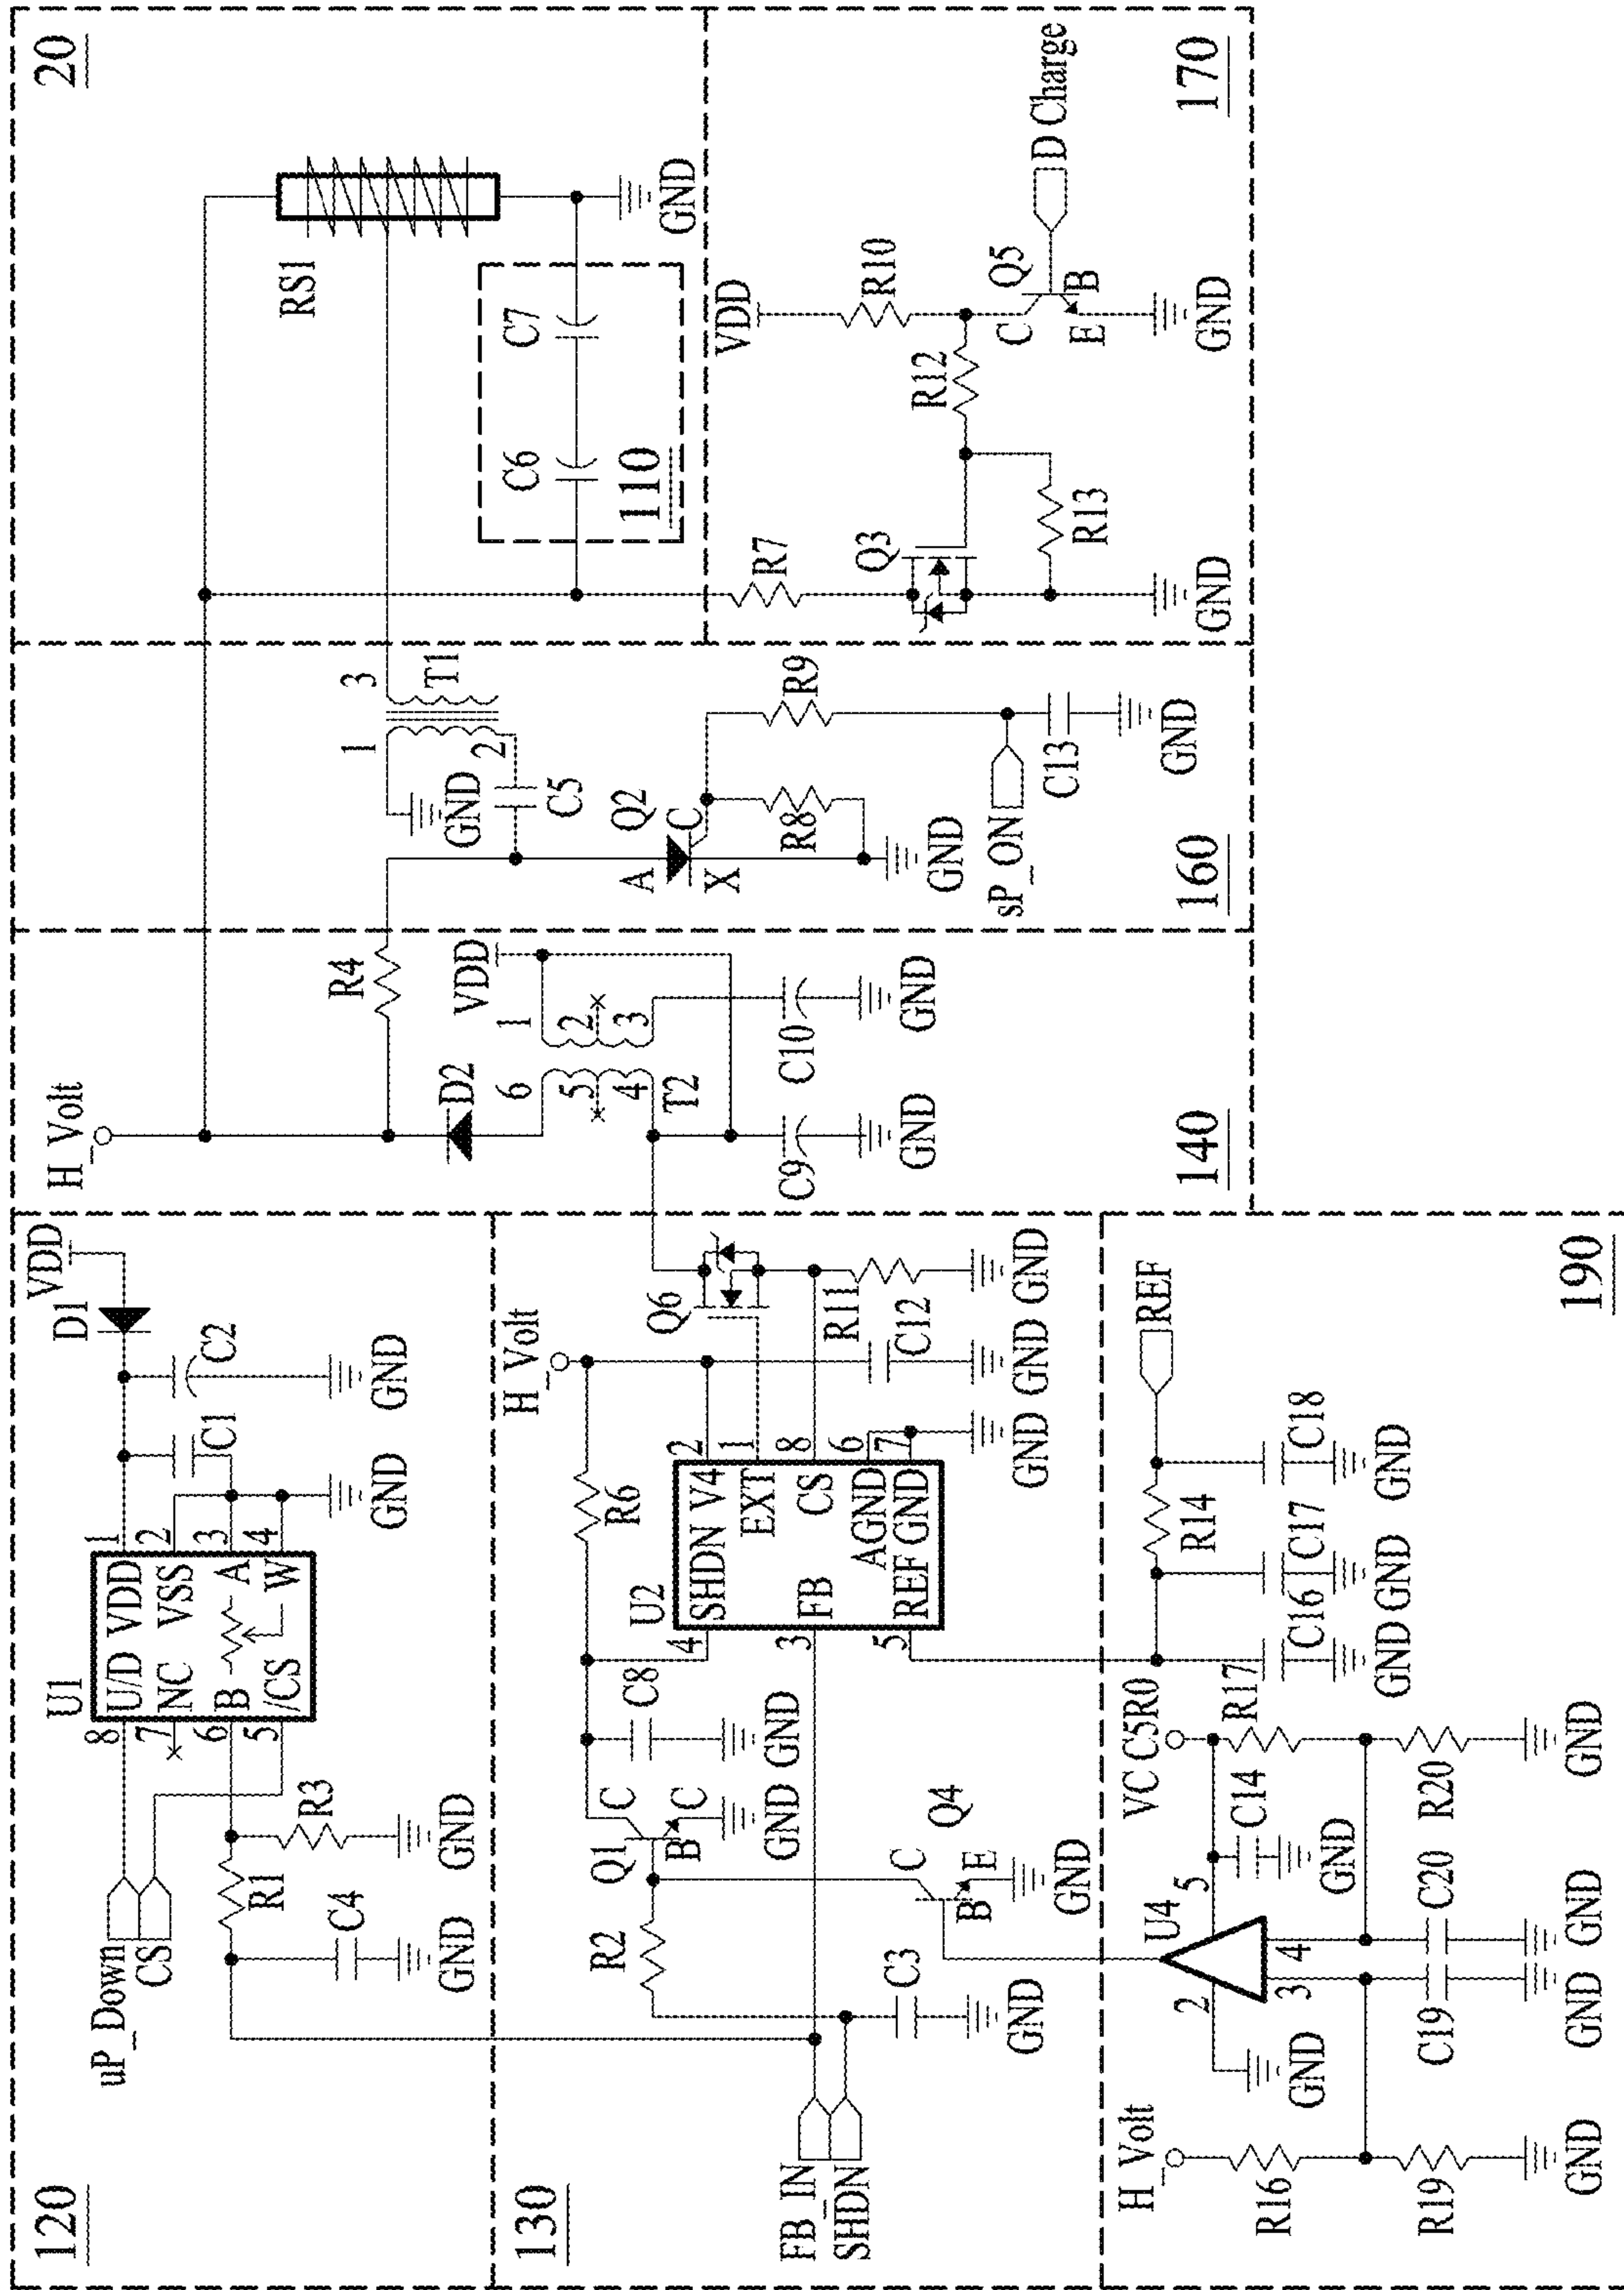 120
uP_Down
CS
U1
8
7
6
5
U/D
NC
B
/CS
VDD
VSS
A
W
1
2
3
4
D1
VDD
C1
C2
GND
GND
R1
R3
C4
GND
GND
130
FB_IN
SHDN
R2
Q1
C
B
C
GND
C8
GND
R6
H_Volt
U2
4
3
5
SHDN
FB
REF
V4
EXT
CS
AGND
GND
2
1
8
6
7
Q6
R11
C12
GND
GND
GND
C3
GND
Q4
C
B
E
GND
190
H_Volt
R16
R19
GND
U4
2
3
4
5
GND
C19
C20
GND
GND
C14
GND
VC C5R0
R17
R20
GND
R14
REF
C16
C17
C18
GND
GND
GND
140
H_Volt
R4
D2
VDD
6
5
4
1
2
3
T2
C9
C10
GND
GND
160
1
2
3
T1
GND
C5
Q2
A
C
X
R8
R9
GND
sP_ON
C13
GND
20
RS1
C6
C7
110
GND
170
R7
Q3
VDD
R10
R12
R13
GND
Q5
C
B
E
GND
D Charge